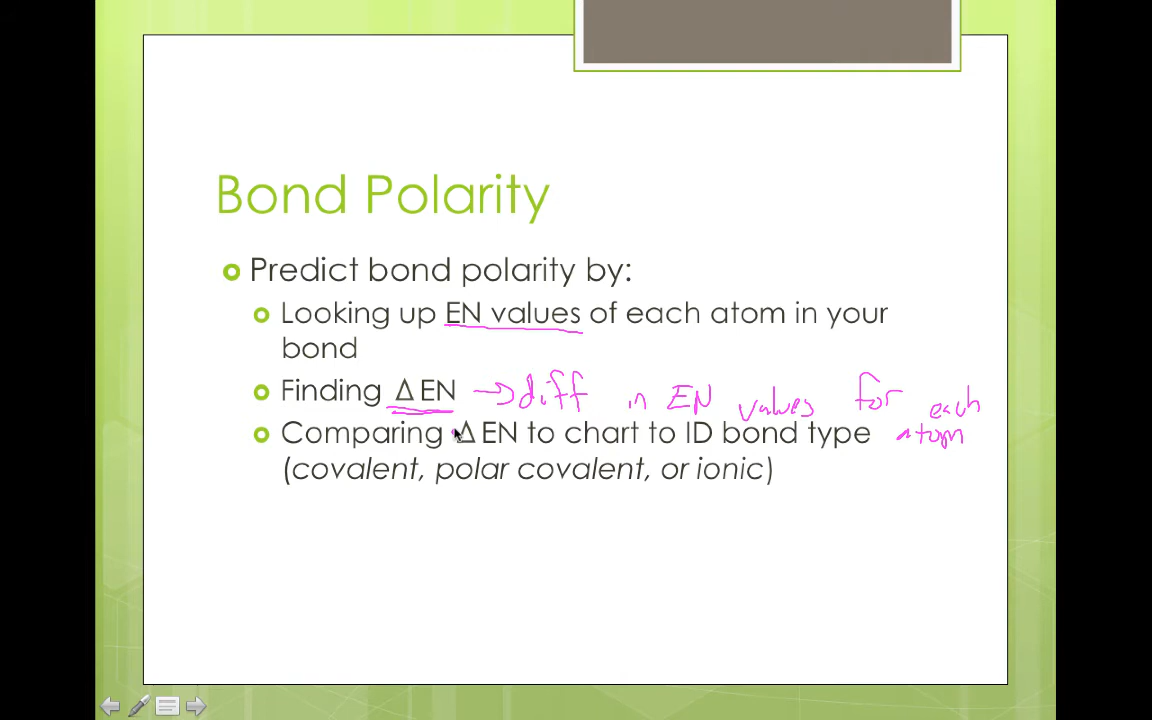 Bond Polarity
Predict bond polarity by:
Looking up EN values of each atom in your
bond
Finding Δ EN → diff in EN values for each
Comparing Δ EN to chart to ID bond type atom
(covalent, polar covalent, or ionic)